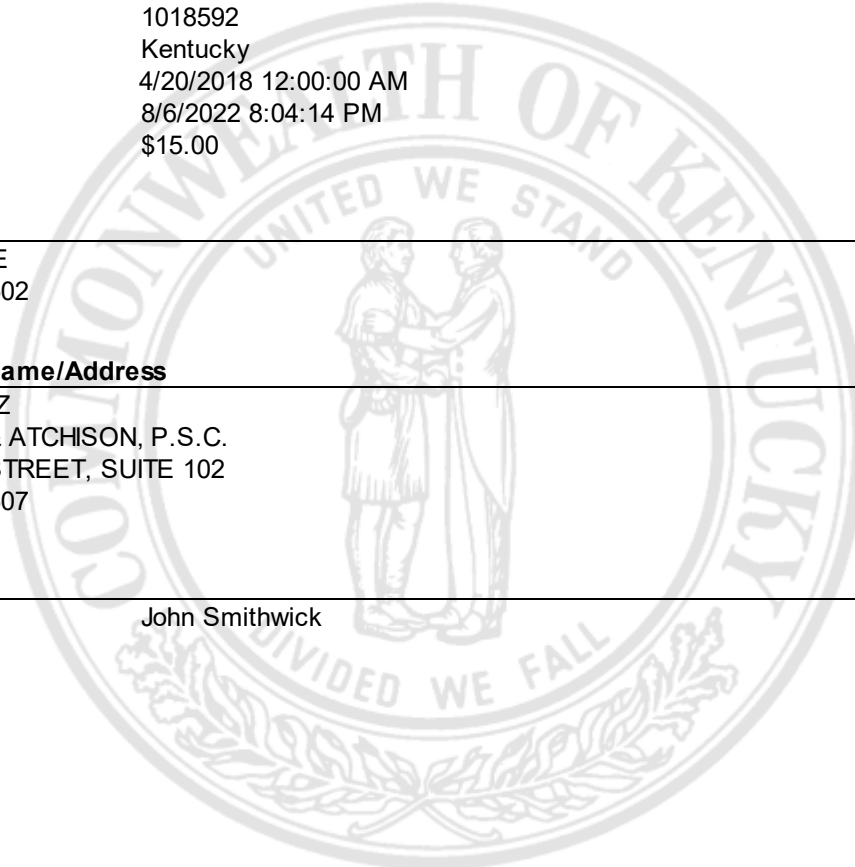 1018592
Kentucky
4/20/2018 12:00:00 AM
8/6/2022 8:04:14 PM
$15.00
COMMONWEALTH OF KENTUCKY
UNITED WE STAND
E
02
ame/Address
Z
ATCHISON, P.S.C.
STREET, SUITE 102
07
John Smithwick
DIVIDED WE FALL